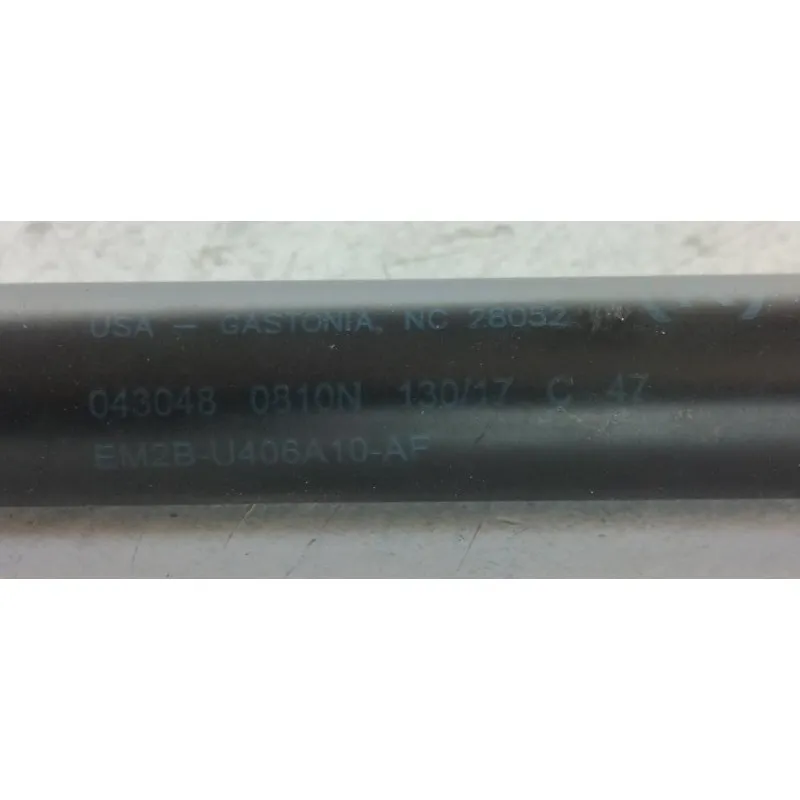 USA - GASTONIA, NC 28052
043048 0810N 130/17 C 47
EM2B-U406A10-AF